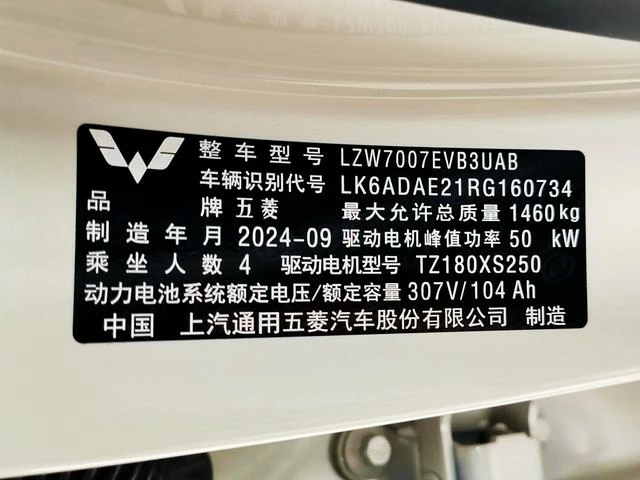 整车型号 LZW7007EVB3UAB
车辆识别代号 LK6ADAE21RG160734
品 牌 五菱 最大允许总质量 1460kg
制造年月 2024-09 驱动电机峰值功率 50 kW
乘坐人数 4 驱动电机型号 TZ180XS250
动力电池系统额定电压/额定容量 307V/104Ah
中国 上汽通用五菱汽车股份有限公司 制造